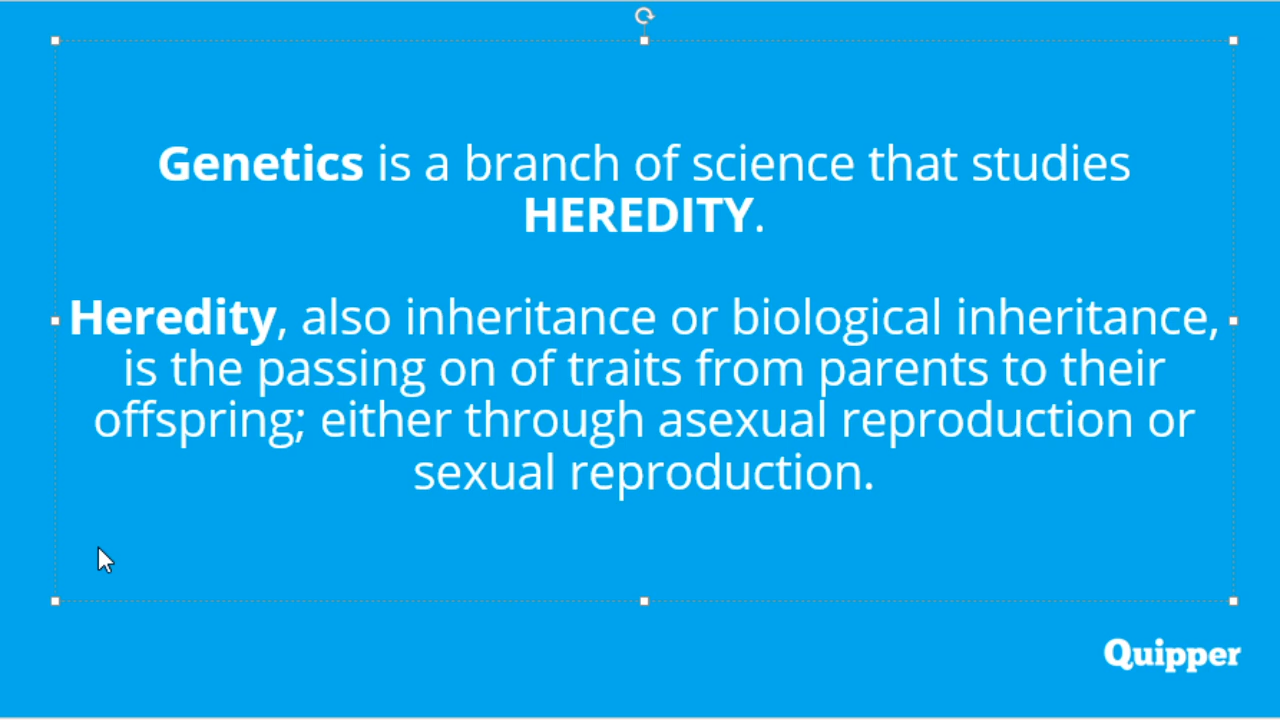 Genetics is a branch of science that studies
HEREDITY.
Heredity, also inheritance or biological inheritance,
is the passing on of traits from parents to their
offspring; either through asexual reproduction or
sexual reproduction.
Quipper